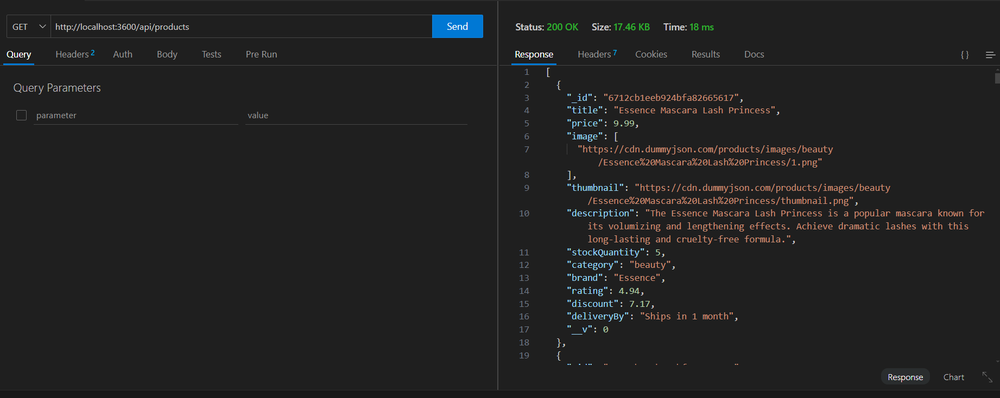 GET http://localhost:3600/api/products Send
Query Headers 2 Auth Body Tests Pre Run
Query Parameters
parameter value
Status: 200 OK Size: 17.46 KB Time: 18 ms
Response Headers 7 Cookies Results Docs {}
1 [
2 {
3 "_id": "6712cb1eeb924bfa82665617",
4 "title": "Essence Mascara Lash Princess",
5 "price": 9.99,
6 "image": [
7 "https://cdn.dummyjson.com/products/images/beauty
/Essence%20Mascara%20Lash%20Princess/1.png"
8 ],
9 "thumbnail": "https://cdn.dummyjson.com/products/images/beauty
/Essence%20Mascara%20Lash%20Princess/thumbnail.png",
10 "description": "The Essence Mascara Lash Princess is a popular mascara known for
its volumizing and lengthening effects. Achieve dramatic lashes with this
long-lasting and cruelty-free formula.",
11 "stockQuantity": 5,
12 "category": "beauty",
13 "brand": "Essence",
14 "rating": 4.94,
15 "discount": 7.17,
16 "deliveryBy": "Ships in 1 month",
17 "__v": 0
18 },
19 {
Response Chart